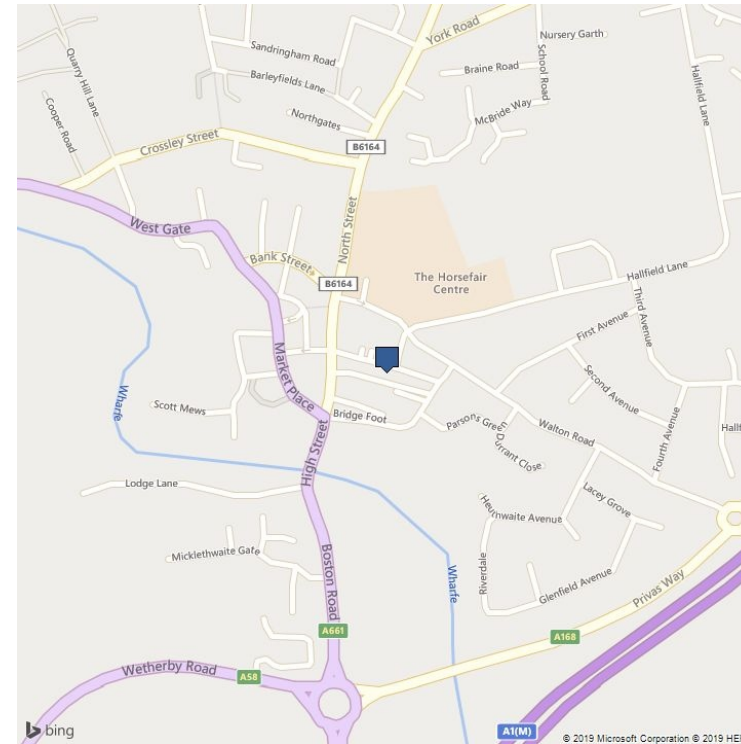 York Road
Nursery Garth
Sandringham Road
School Road
Hallfield Lane
Quarry Hill Lane
Barleyfields Lane
Braine Road
Cooper Road
Northgates
McBride Way
Crossley Street
B6164
West Gate
North Street
Bank Street
B6164
The Horsefair
Centre
Hallfield Lane
Third Avenue
First Avenue
Market Place
Second Avenue
Wharfe
Scott Mews
Bridge Foot
Parsons Green
Walton Road
Fourth Avenue
Hallf
High Street
Durrant Close
Lodge Lane
Lacey Grove
Heuthwaite Avenue
Micklethwaite Gate
Boston Road
Wharfe
Riverdale
Glenfield Avenue
Privas Way
A661
A168
Wetherby Road
A58
bing
A1(M)
© 2019 Microsoft Corporation © 2019 HE